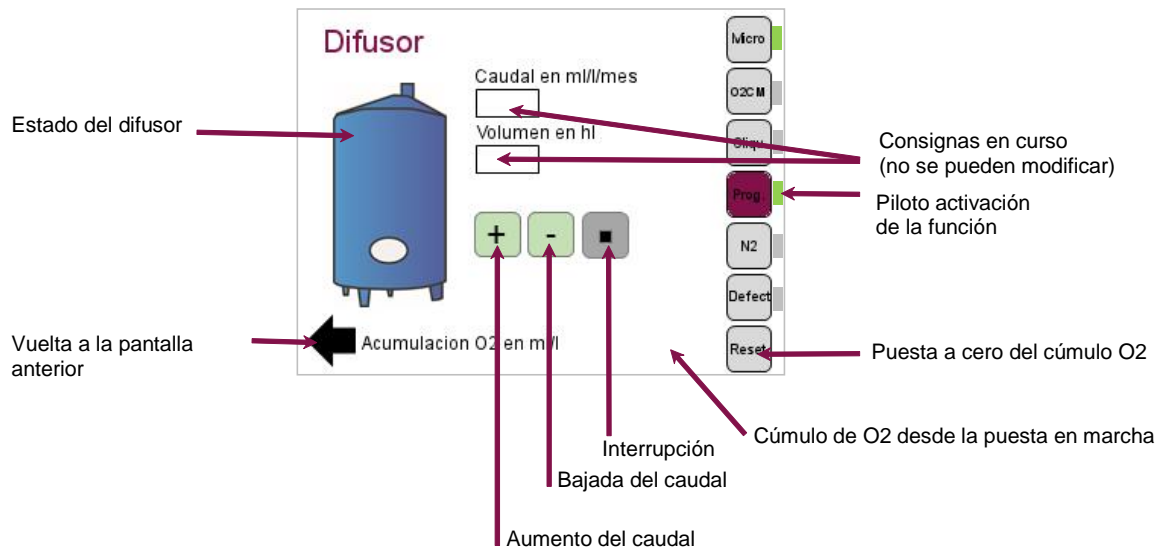 Difusor
Caudal en ml/l/mes
Volumen en hl
+
-
Acumulacion O2 en ml/l
Micro
O2CM
Cliqu
Prog.
N2
Defect
Reset
Estado del difusor
Vuelta a la pantalla
anterior
Consignas en curso
(no se pueden modificar)
Piloto activación
de la función
Puesta a cero del cúmulo O2
Cúmulo de O2 desde la puesta en marcha
Interrupción
Bajada del caudal
Aumento del caudal